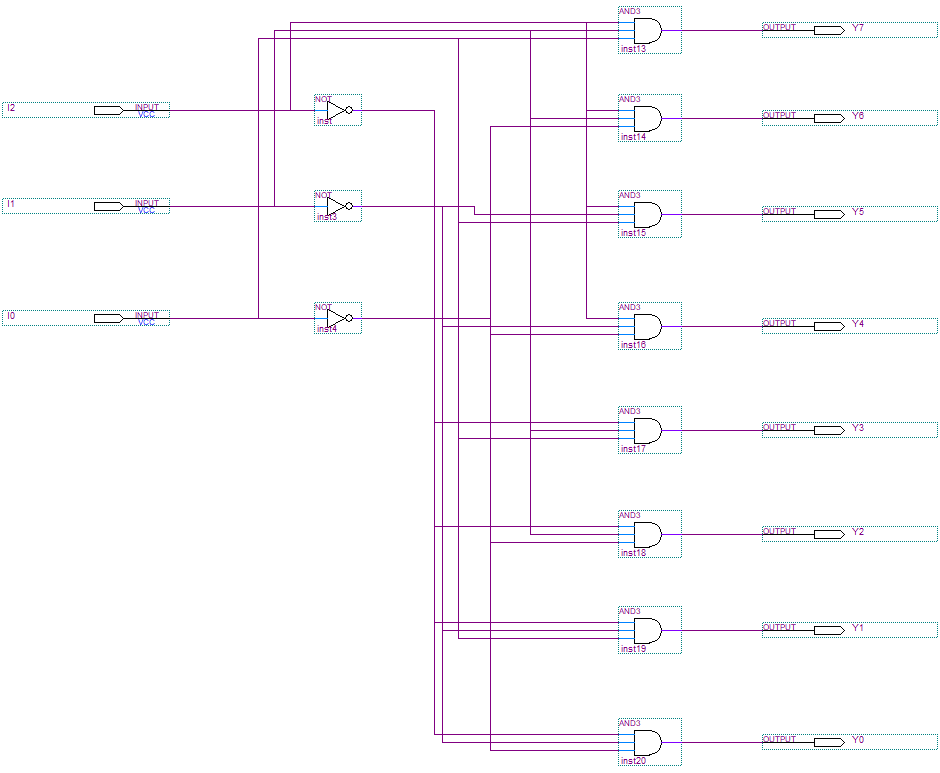 AND3
inst13
OUTPUT
Y7
I2
INPUT
VCC
NOT
inst
AND3
inst14
OUTPUT
Y6
I1
INPUT
VCC
NOT
inst3
AND3
inst15
OUTPUT
Y5
I0
INPUT
VCC
NOT
inst4
AND3
inst16
OUTPUT
Y4
AND3
inst17
OUTPUT
Y3
AND3
inst18
OUTPUT
Y2
AND3
inst19
OUTPUT
Y1
AND3
inst20
OUTPUT
Y0